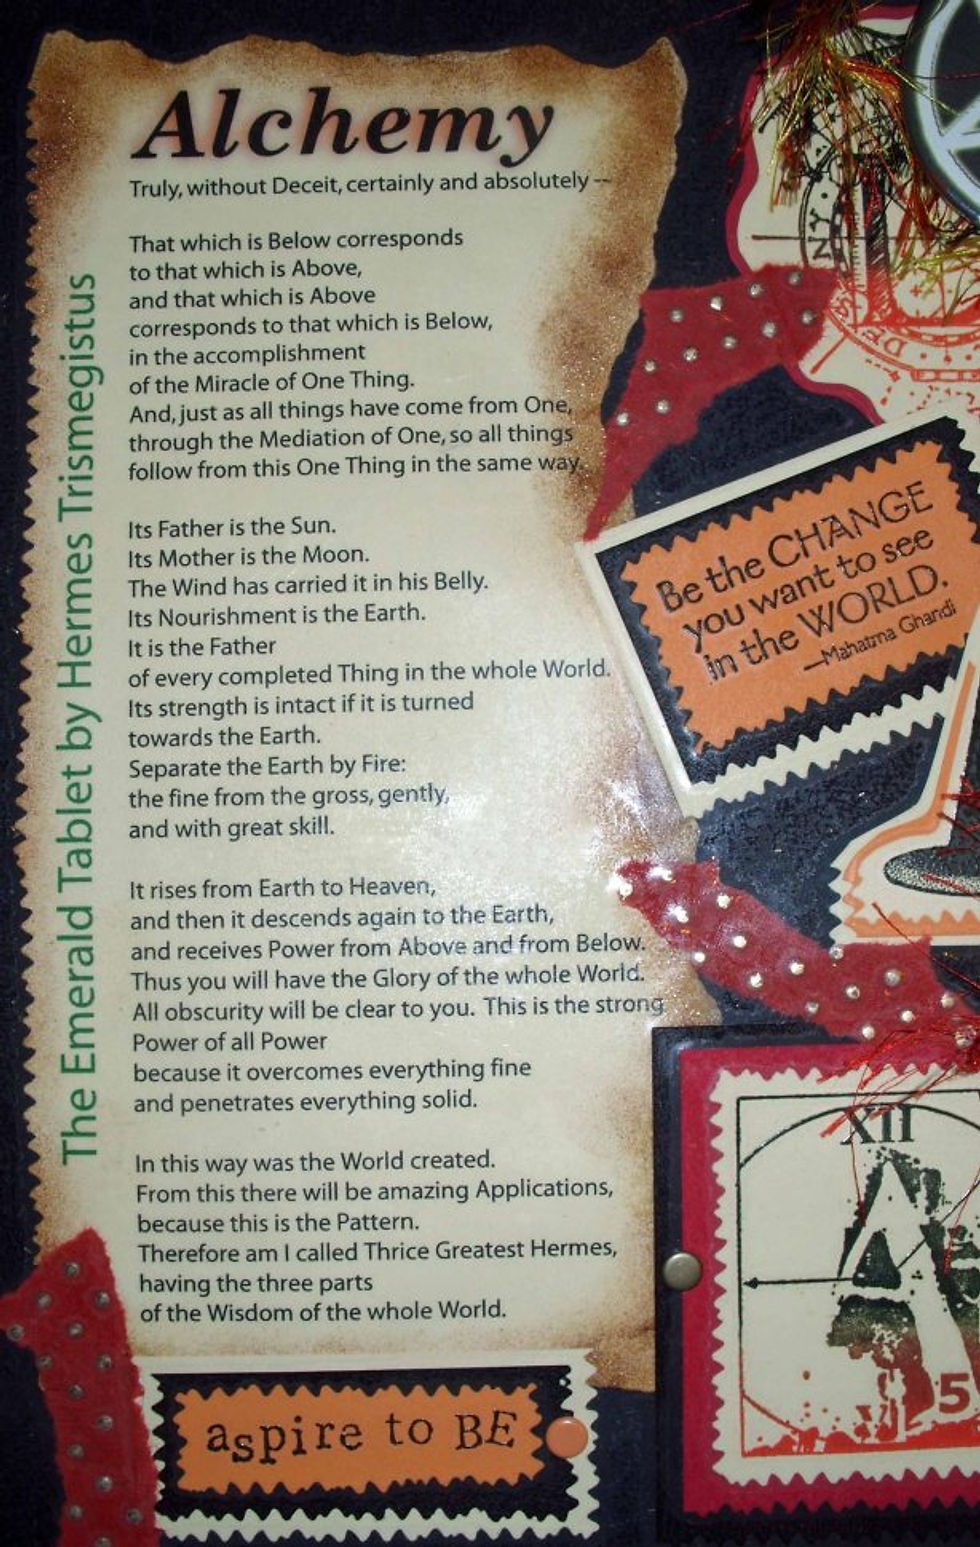 Alchemy
Truly, without Deceit, certainly and absolutely --
That which is Below corresponds
to that which is Above,
and that which is Above
corresponds to that which is Below,
in the accomplishment
of the Miracle of One Thing.
And, just as all things have come from One,
through the Mediation of One, so all things
follow from this One Thing in the same way.
Its Father is the Sun.
Its Mother is the Moon.
The Wind has carried it in his Belly.
Its Nourishment is the Earth.
It is the Father
of every completed Thing in the whole World.
Its strength is intact if it is turned
towards the Earth.
Separate the Earth by Fire:
the fine from the gross, gently,
and with great skill.
It rises from Earth to Heaven,
and then it descends again to the Earth,
and receives Power from Above and from Below.
Thus you will have the Glory of the whole World.
All obscurity will be clear to you. This is the strong
Power of all Power
because it overcomes everything fine
and penetrates everything solid.
In this way was the World created.
From this there will be amazing Applications,
because this is the Pattern.
Therefore am I called Thrice Greatest Hermes,
having the three parts
of the Wisdom of the whole World.
The Emerald Tablet by Hermes Trismegistus
Be the CHANGE
you want to see
in the WORLD.
—Mahatma Ghandi
aspire to BE
XII
A
5